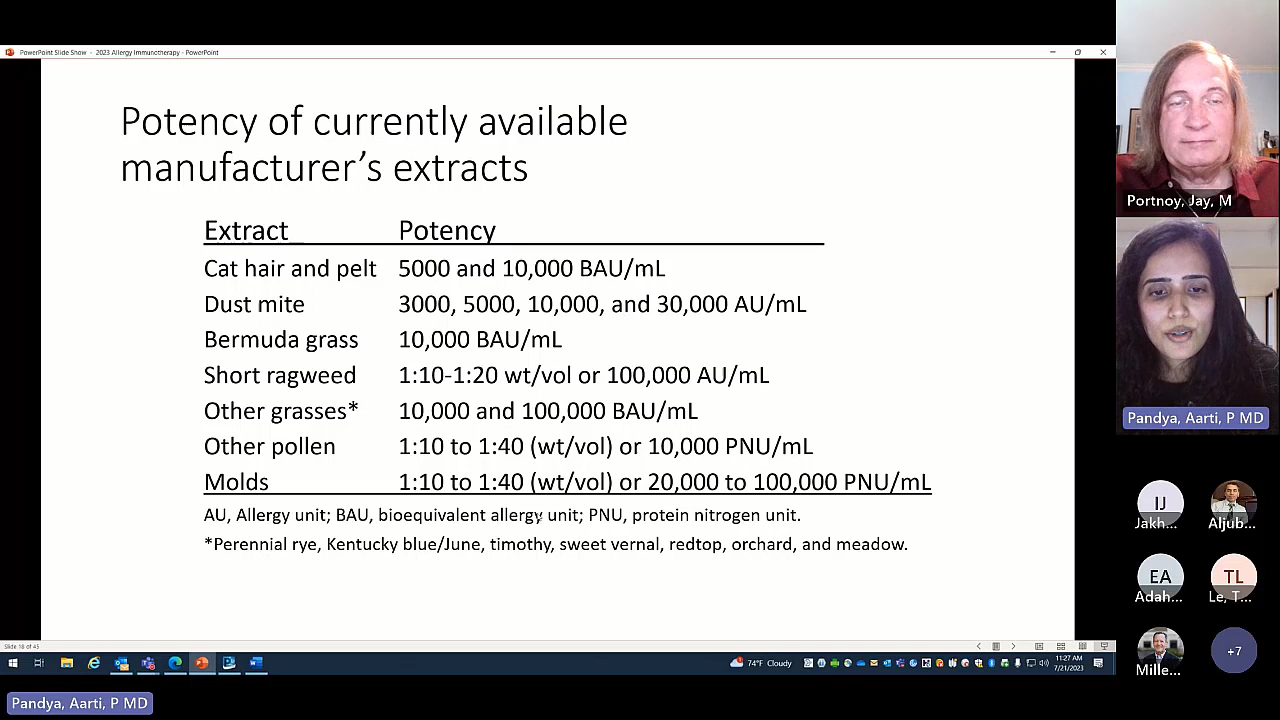 PowerPoint Slide Show - 2023 Allergy Immunotherapy - PowerPoint
Potency of currently available
manufacturer's extracts
Extract Potency
Cat hair and pelt 5000 and 10,000 BAU/mL
Dust mite 3000, 5000, 10,000, and 30,000 AU/mL
Bermuda grass 10,000 BAU/mL
Short ragweed 1:10-1:20 wt/vol or 100,000 AU/mL
Other grasses* 10,000 and 100,000 BAU/mL
Other pollen 1:10 to 1:40 (wt/vol) or 10,000 PNU/mL
Molds 1:10 to 1:40 (wt/vol) or 20,000 to 100,000 PNU/mL
AU, Allergy unit; BAU, bioequivalent allergy unit; PNU, protein nitrogen unit.
*Perennial rye, Kentucky blue/June, timothy, sweet vernal, redtop, orchard, and meadow.
Slide 18 of 45
74°F Cloudy
11:27 AM
7/21/2023
Pandya, Aarti, P MD
Portnoy, Jay, M
Pandya, Aarti, P MD
IJ
Jakh...
Aljub...
EA
Adah...
TL
Le, T...
Mille...
+7